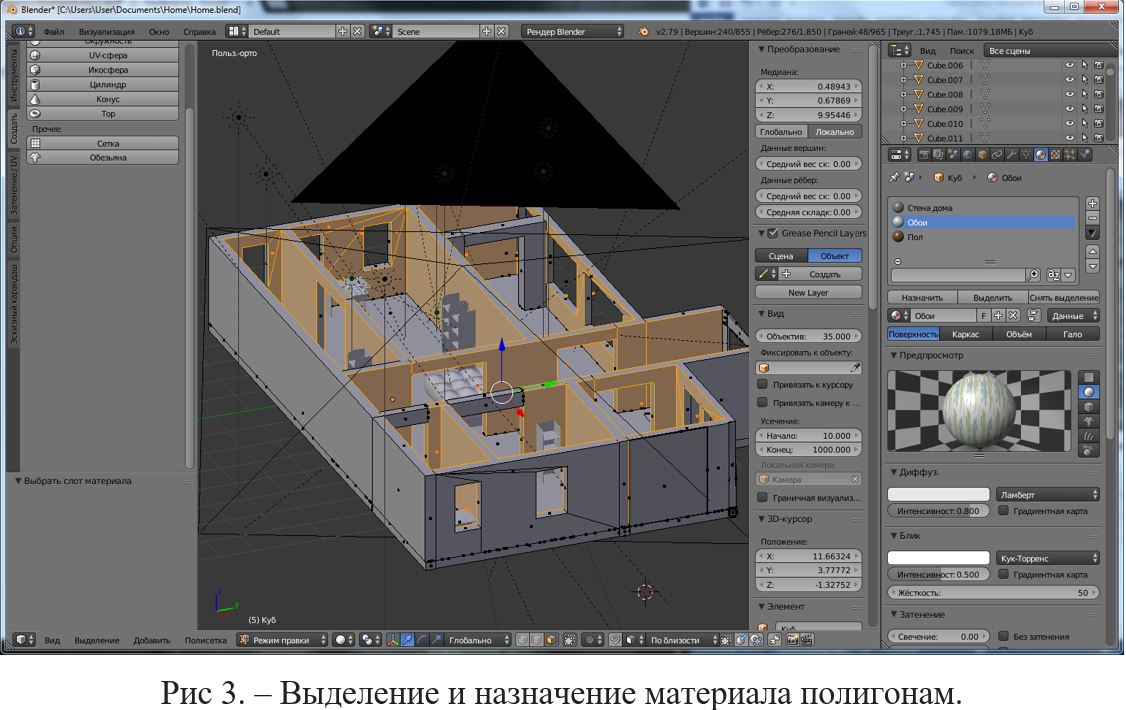 Blender* [C:\Users\User\Documents\Home\Home.blend]
Файл Визуализация Окно Справка Default Scene Рендер Blender v2.79 | Вершин:240/855 | Рёбер:276/1,850 | Граней:48/965 | Треуг.:1,745 | Пам.:1079.18МБ | Куб
Инструменты
Создать
Затенение / UV
Опции
Эскизный карандаш
Окружность
UV-сфера
Икосфера
Цилиндр
Конус
Тор
Прочее:
Сетка
Обезьяна
Выбрать слот материала
Польз.-орто
(5) Куб
Вид Выделение Добавить Полисетка Режим правки Глобально По близости
Преобразование
Медиана:
X: 0.48943
Y: 0.67869
Z: 9.95446
Глобально Локально
Данные вершин:
Средний вес ск: 0.00
Данные рёбер:
Средний вес ск: 0.00
Средняя складк: 0.00
Grease Pencil Layers
Сцена Объект
Создать
New Layer
Вид
Объектив: 35.000
Фиксировать к объекту:
Привязать к курсору
Привязать камеру к ...
Усечение:
Начало: 10.000
Конец: 1000.000
Локальная камера:
Камера
Граничная визуализ...
3D-курсор
Положение:
X: 11.66324
Y: 3.77772
Z: -1.32752
Элемент
Куб
Вид Поиск Все сцены
Cube.006
Cube.007
Cube.008
Cube.009
Cube.010
Cube.011
Куб Обои
Стена дома
Обои
Пол
Назначить Выделить Снять выделение
Обои F Данные
Поверхность Каркас Объём Гало
Предпросмотр
Диффуз.
Ламберт
Интенсивность: 0.800 Градиентная карта
Блик
Кук-Торренс
Интенсивность: 0.500 Градиентная карта
Жёсткость: 50
Затенение
Свечение: 0.00 Без затенения
Рис 3. – Выделение и назначение материала полигонам.